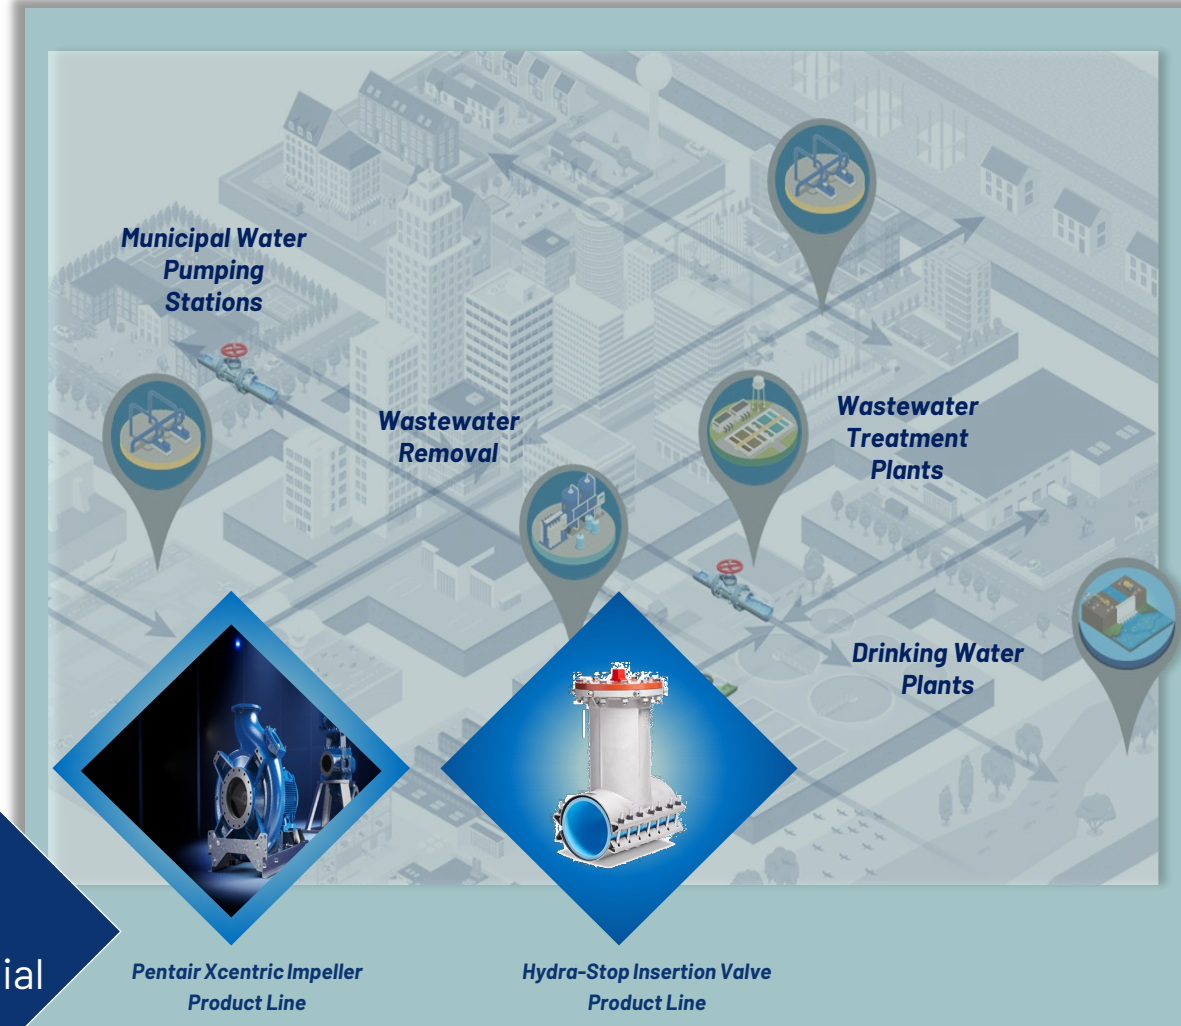 Municipal Water
Pumping
Stations
Wastewater
Removal
Wastewater
Treatment
Plants
Drinking Water
Plants
ial
Pentair Xcentric Impeller
Product Line
Hydra-Stop Insertion Valve
Product Line